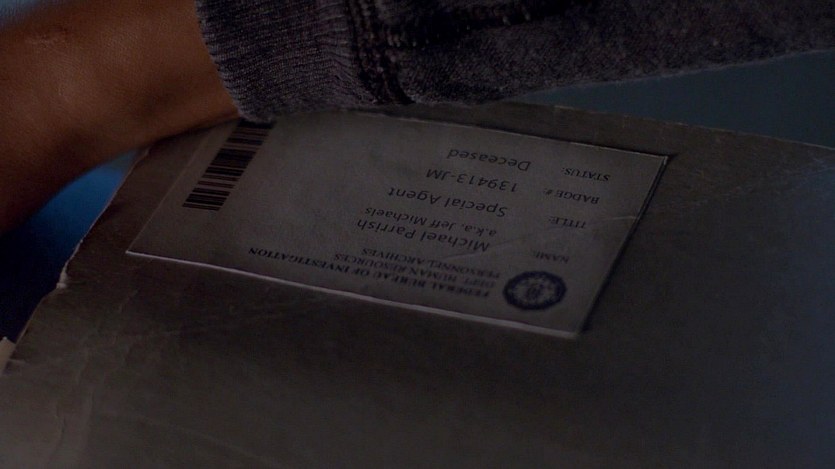 FEDERAL BUREAU OF INVESTIGATION
DEPT. HUMAN RESOURCES
PERSONNEL ARCHIVES
NAME: Michael Parrish
a.k.a. Jeff Michaels
TITLE: Special Agent
BADGE #: 139413-JM
STATUS: Deceased